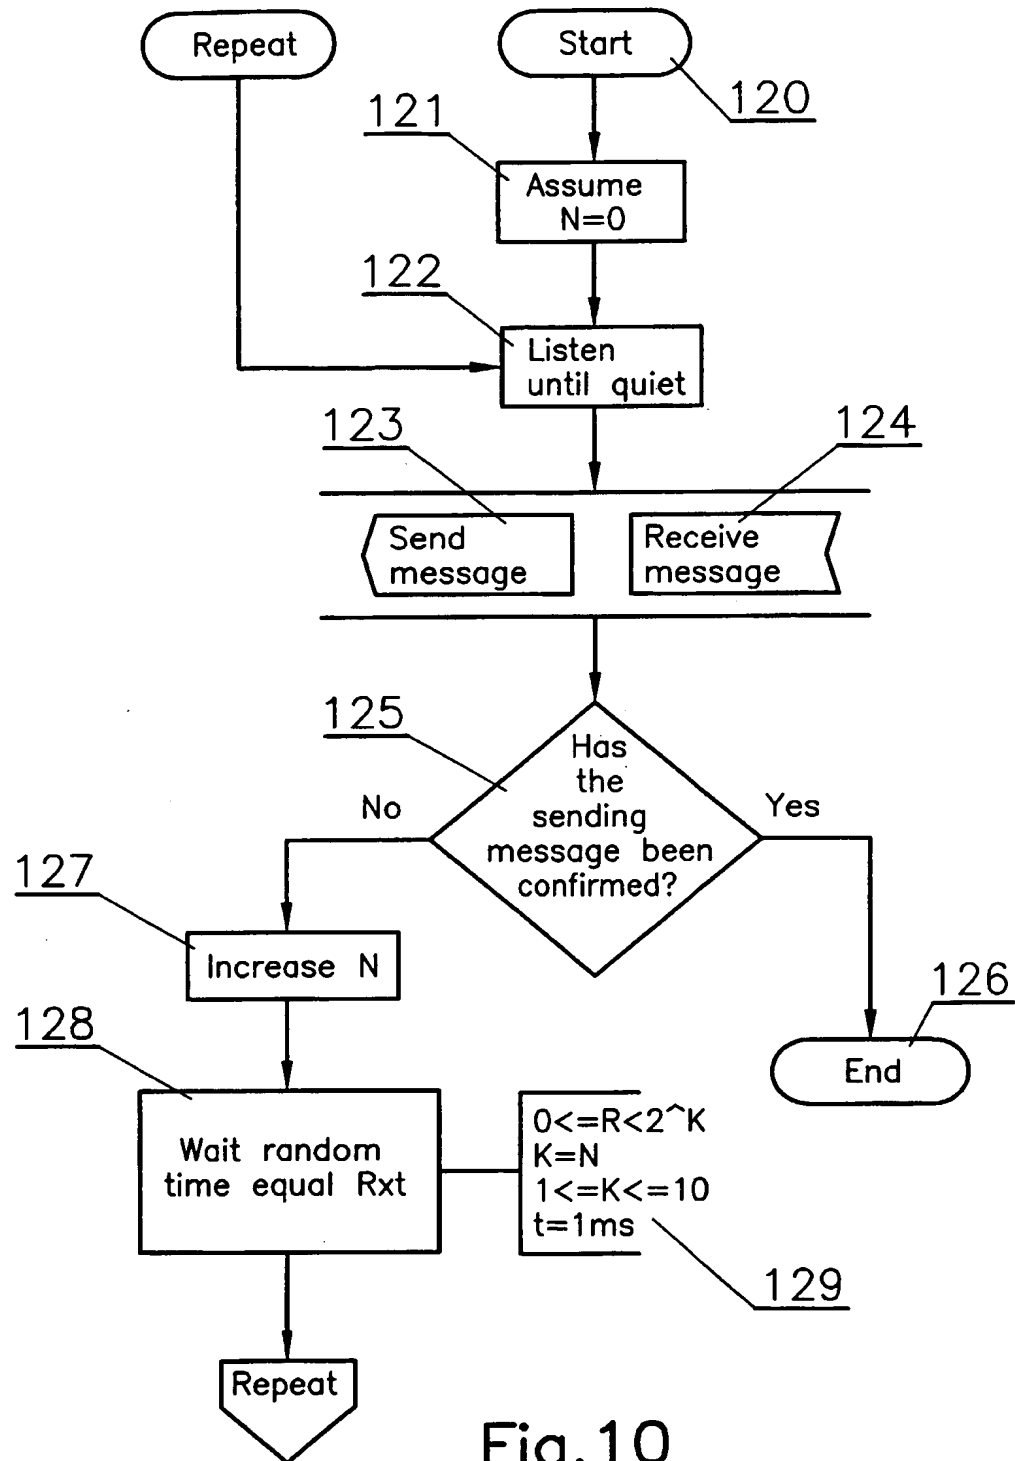 Repeat
Start
120
121
Assume
N=0
122
Listen
until quiet
123
124
Send
message
Receive
message
125
Has
the
sending
message been
confirmed?
No
Yes
127
Increase N
126
End
128
Wait random
time equal Rxt
0<=R<2^K
K=N
1<=K<=10
t=1ms
129
Repeat
Fig.10